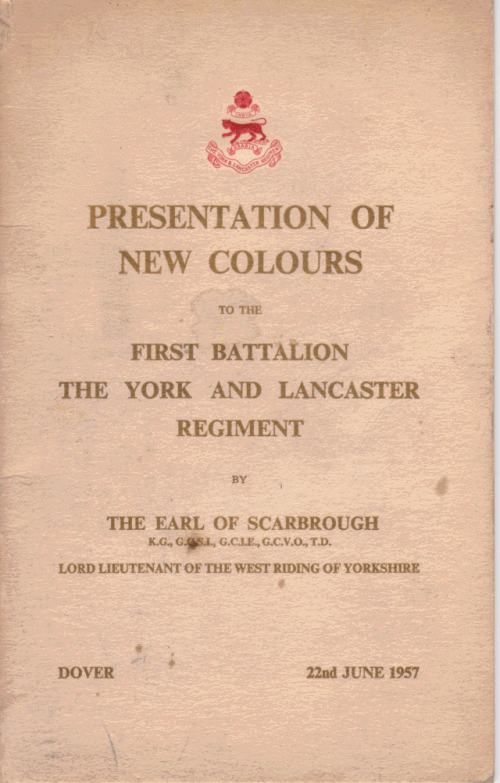 PRESENTATION OF
NEW COLOURS
TO THE
FIRST BATTALION
THE YORK AND LANCASTER
REGIMENT
BY
THE EARL OF SCARBROUGH
K.G., G.C.S.I., G.C.I.E., G.C.V.O., T.D.
LORD LIEUTENANT OF THE WEST RIDING OF YORKSHIRE
DOVER 22nd JUNE 1957